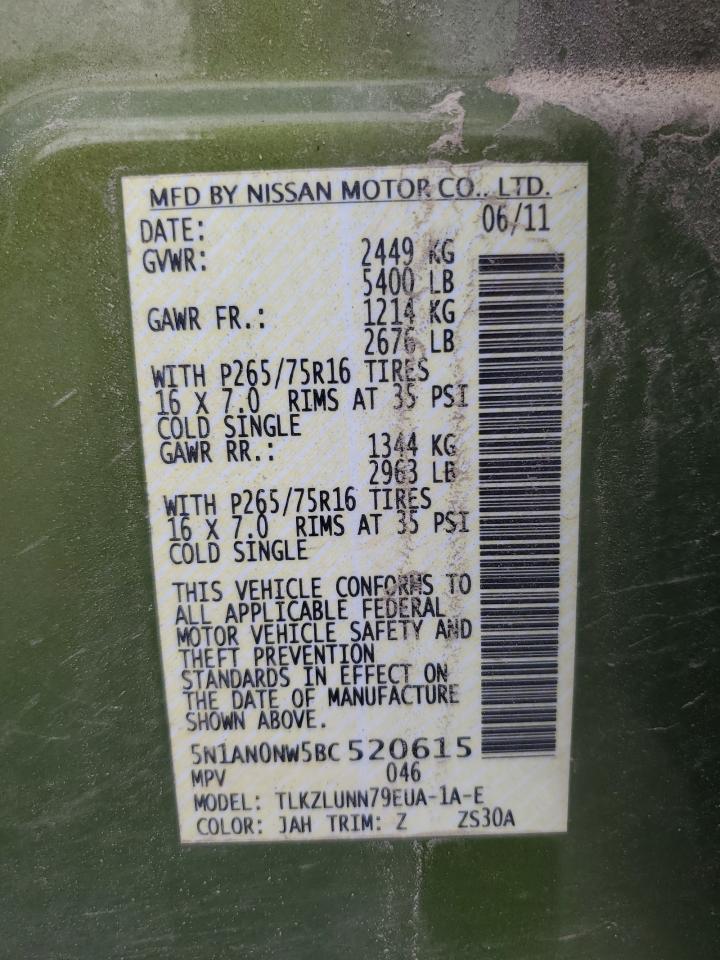 MFD BY NISSAN MOTOR CO., LTD.
DATE: 06/11
GVWR: 2449 KG
5400 LB
GAWR FR.: 1214 KG
2676 LB
WITH P265/75R16 TIRES
16 X 7.0 RIMS AT 35 PSI
COLD SINGLE
GAWR RR.: 1344 KG
2963 LB
WITH P265/75R16 TIRES
16 X 7.0 RIMS AT 35 PSI
COLD SINGLE
THIS VEHICLE CONFORMS TO
ALL APPLICABLE FEDERAL
MOTOR VEHICLE SAFETY AND
THEFT PREVENTION
STANDARDS IN EFFECT ON
THE DATE OF MANUFACTURE
SHOWN ABOVE.
5N1AN0NW5BC 520615
MPV 046
MODEL: TLKZLUNN79EUA-1A-E
COLOR: JAH TRIM: Z ZS30A